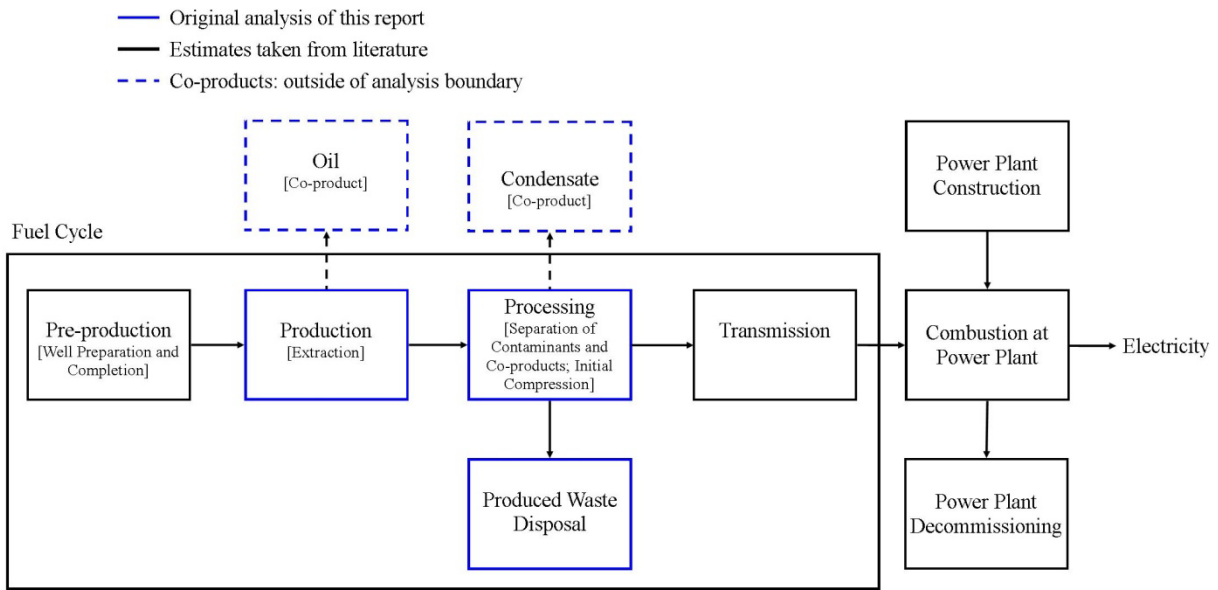 Original analysis of this report
Estimates taken from literature
Co-products: outside of analysis boundary
Oil
[Co-product]
Condensate
[Co-product]
Power Plant
Construction
Fuel Cycle
Pre-production
[Well Preparation and
Completion]
Production
[Extraction]
Processing
[Separation of
Contaminants and
Co-products; Initial
Compression]
Transmission
Combustion at
Power Plant
Electricity
Produced Waste
Disposal
Power Plant
Decommissioning